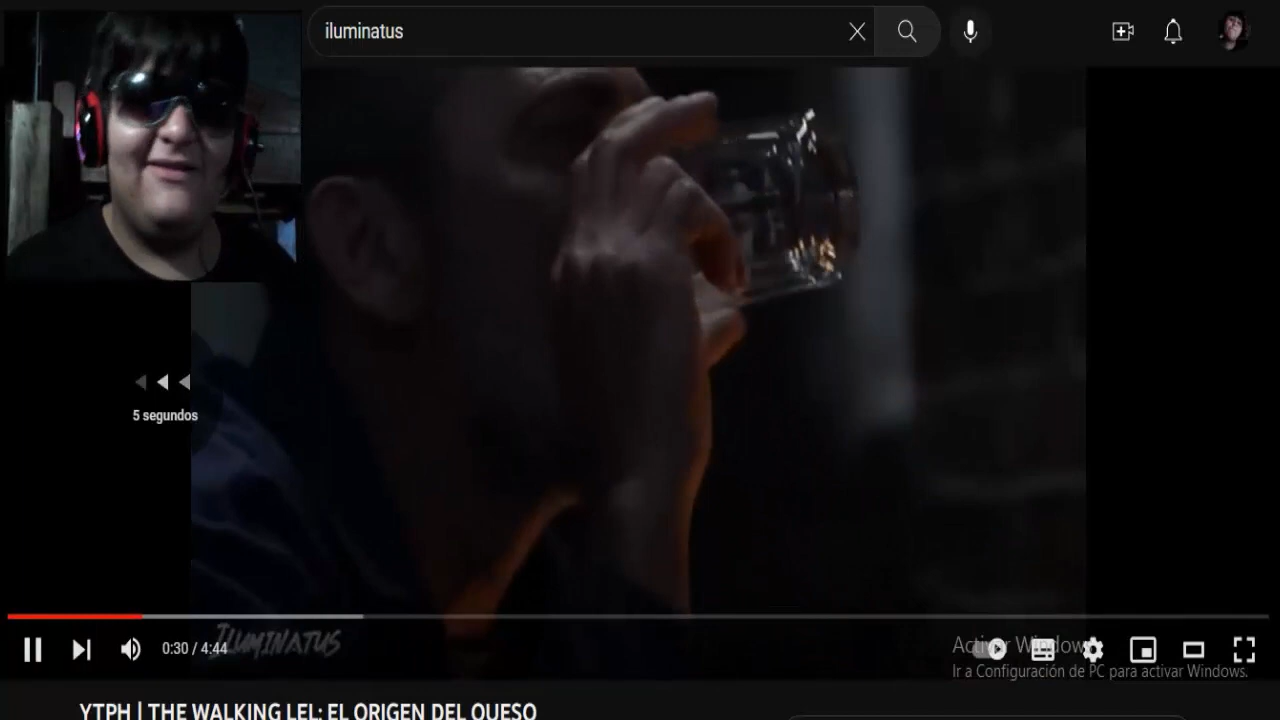 iluminatus
5 segundos
0:30 / 4:44
ILUMINATUS
Activar Windows
Ir a Configuración de PC para activar Windows.
YTPH | THE WALKING LEL: EL ORIGEN DEL QUESO